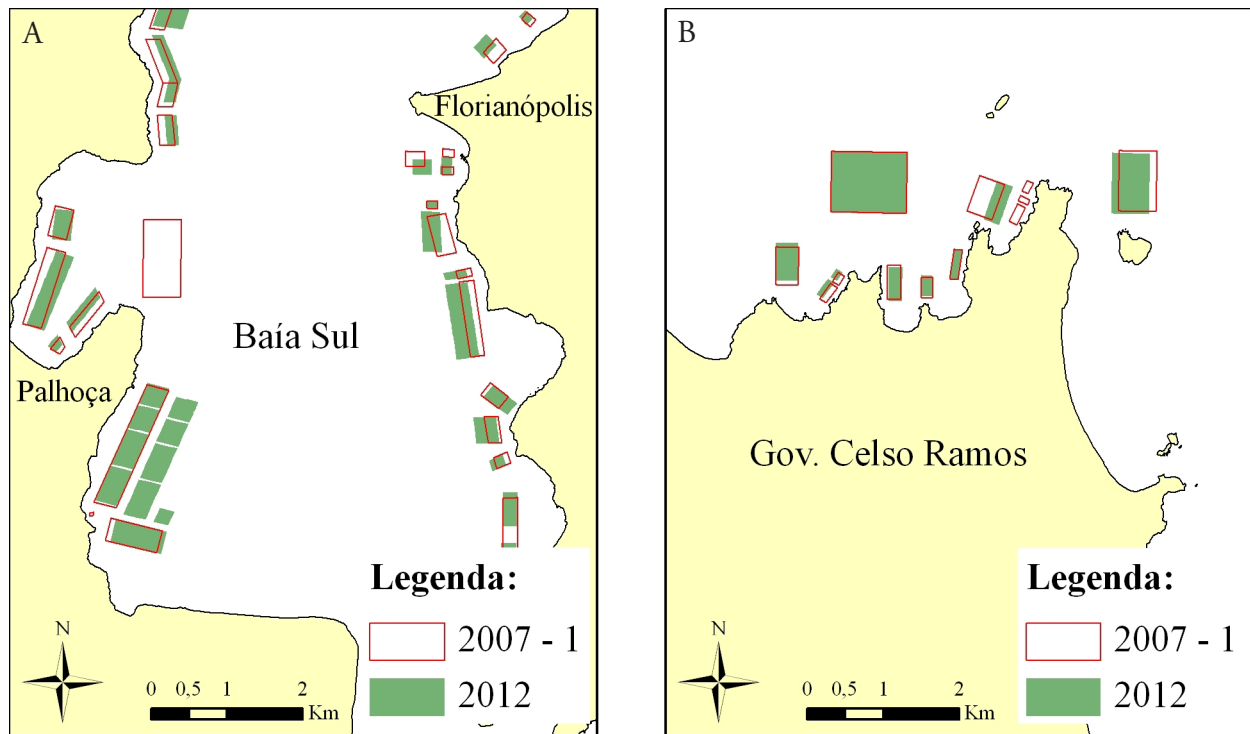 A
Florianópolis
Baía Sul
Palhoça
Legenda:
2007 - 1
2012
N
0 0,5 1 2
Km
B
Gov. Celso Ramos
Legenda:
2007 - 1
2012
N
0 0,5 1 2
Km